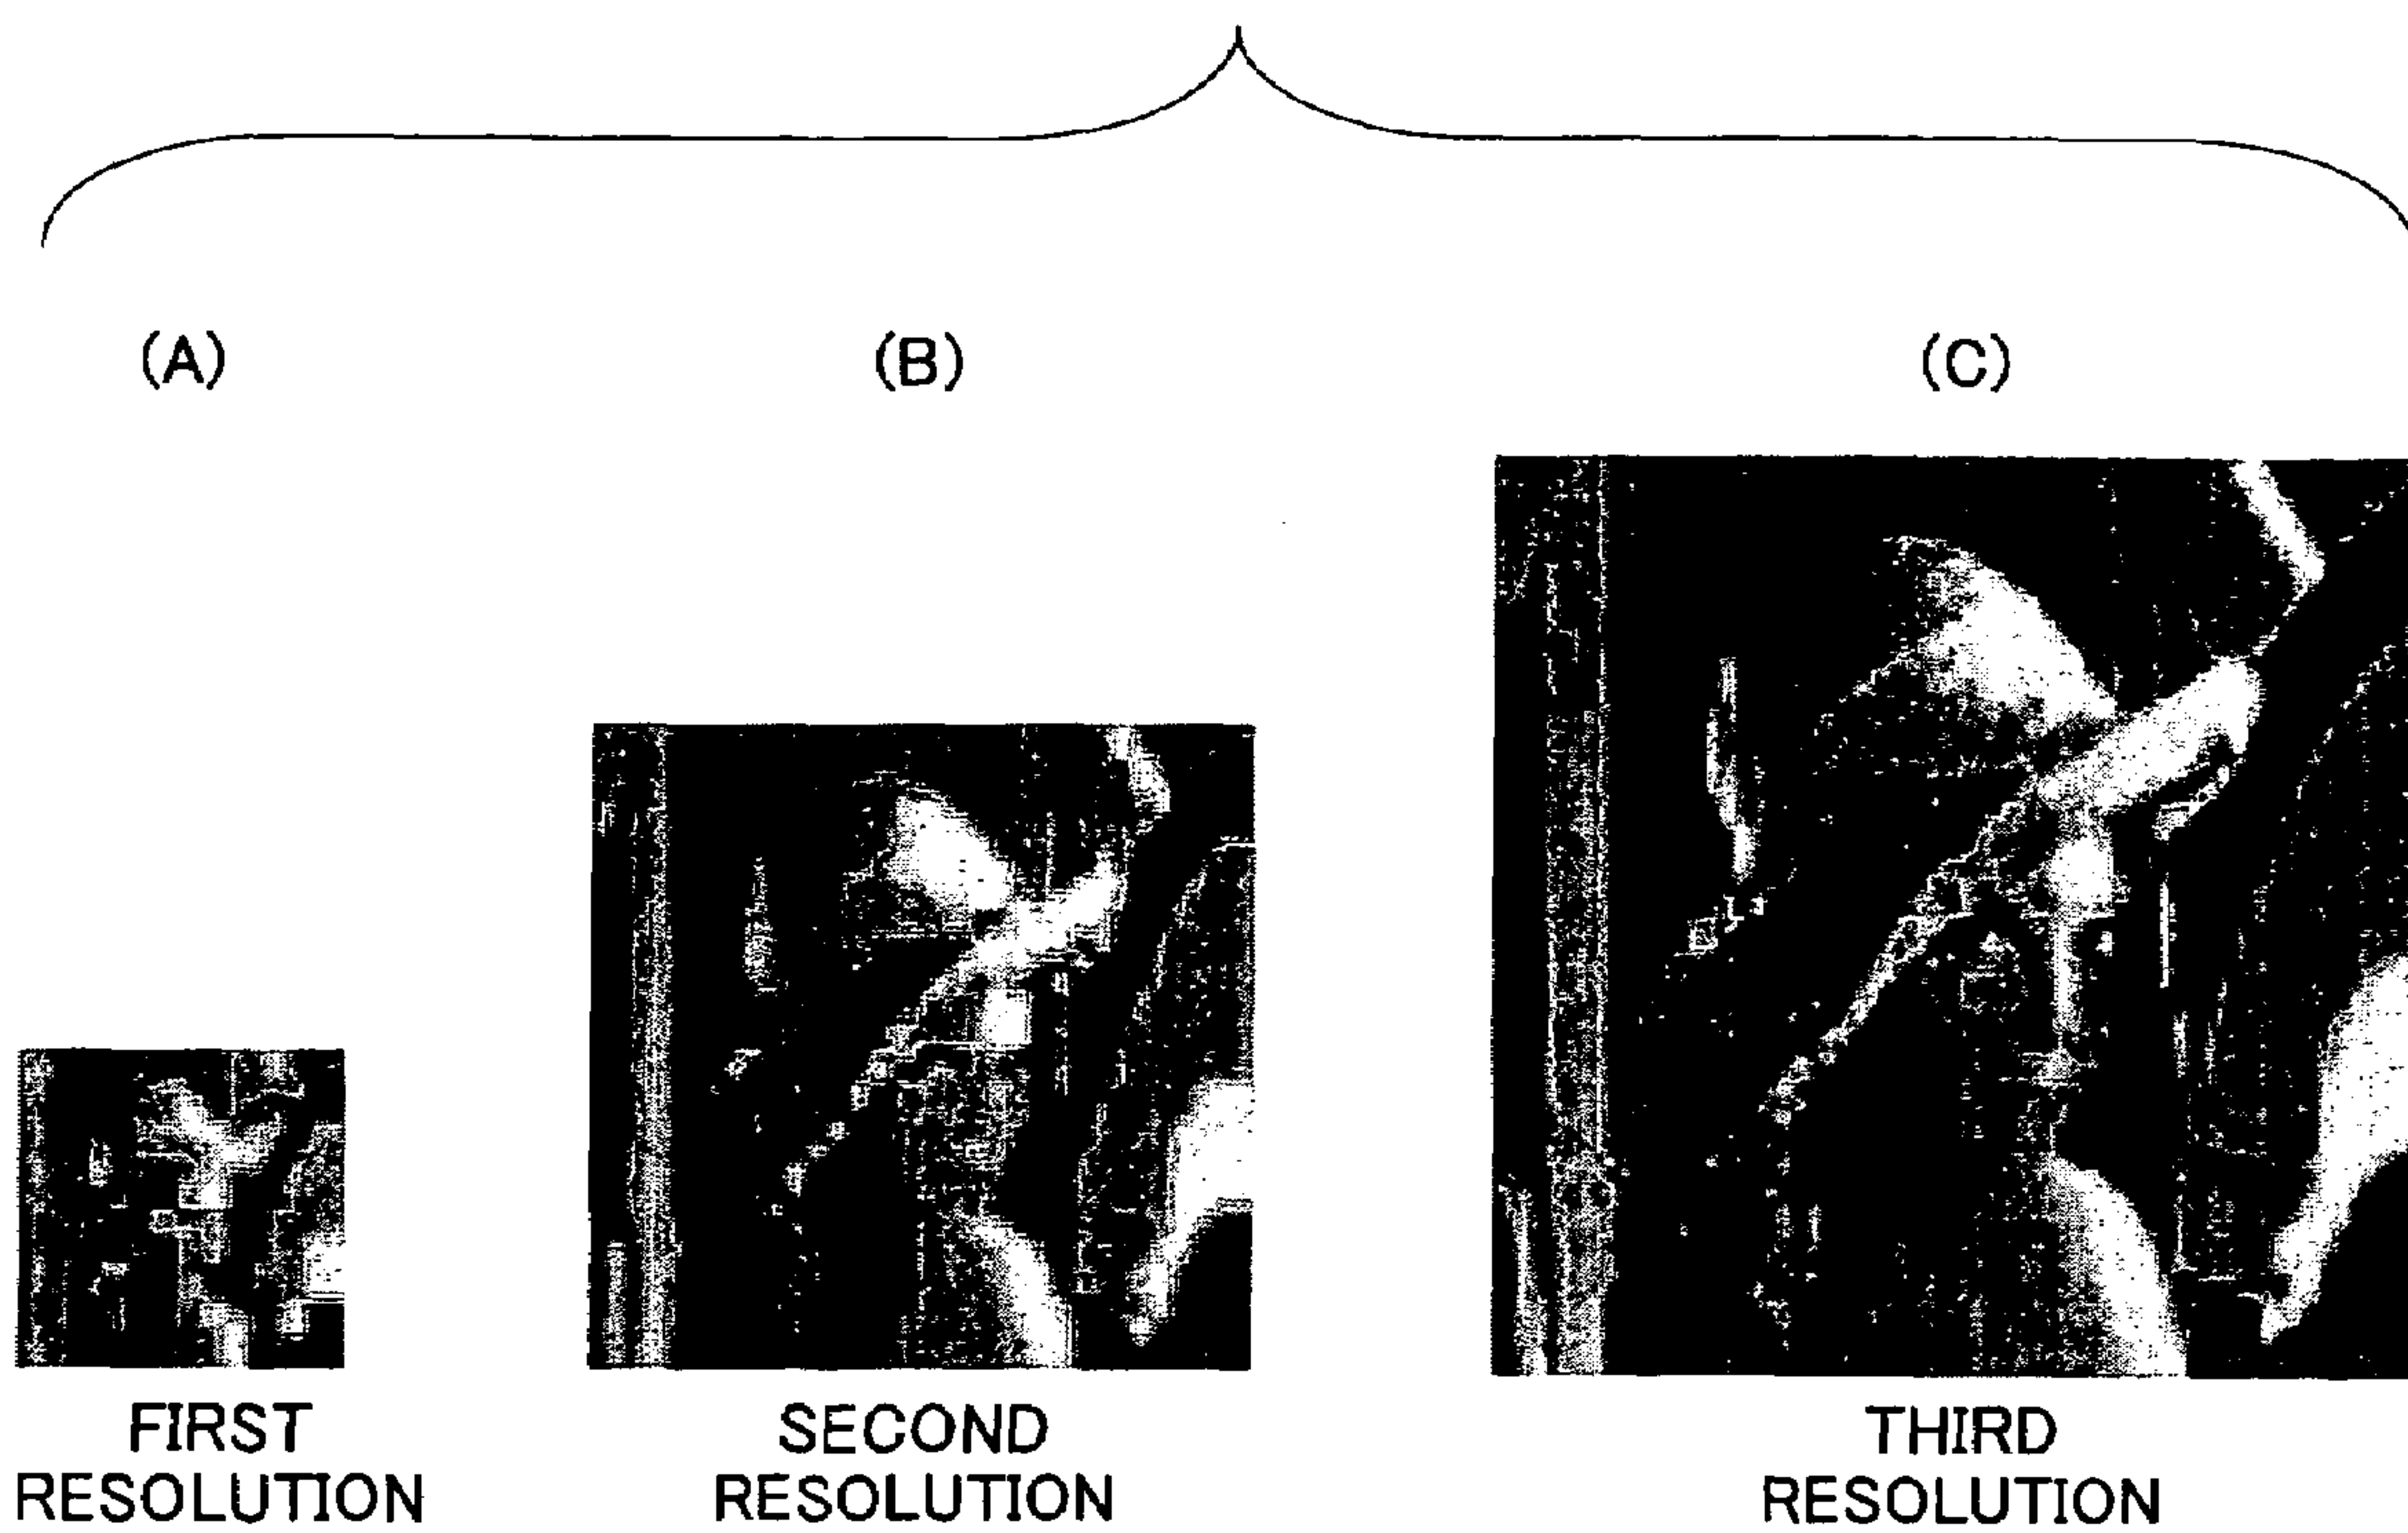 (A)
(B)
(C)
FIRST
RESOLUTION
SECOND
RESOLUTION
THIRD
RESOLUTION